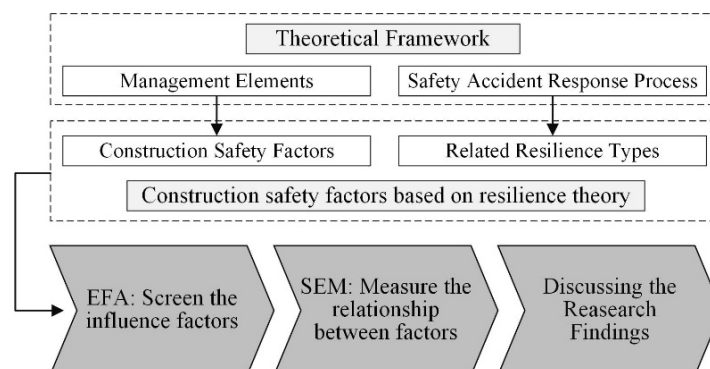 Theoretical Framework
Management Elements
Safety Accident Response Process
Construction Safety Factors
Related Resilience Types
Construction safety factors based on resilience theory
EFA: Screen the
influence factors
SEM: Measure the
relationship
between factors
Discussing the
Reasearch
Findings